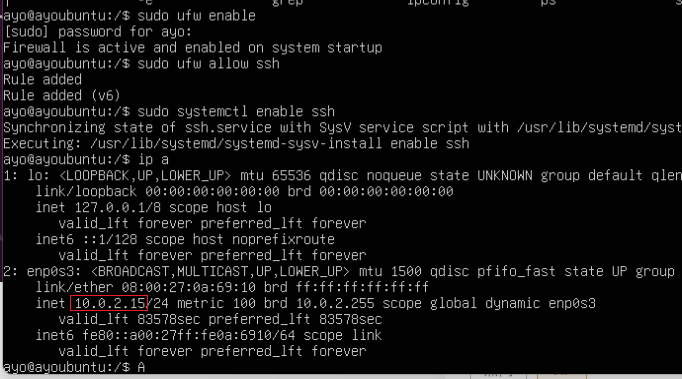 -e grep ipconfig ps
ayo@ayoubuntu:/$ sudo ufw enable
[sudo] password for ayo:
Firewall is active and enabled on system startup
ayo@ayoubuntu:/$ sudo ufw allow ssh
Rule added
Rule added (v6)
ayo@ayoubuntu:/$ sudo systemctl enable ssh
Synchronizing state of ssh.service with SysV service script with /usr/lib/systemd/syst
Executing: /usr/lib/systemd/systemd-sysv-install enable ssh
ayo@ayoubuntu:/$ ip a
1: lo: <LOOPBACK,UP,LOWER_UP> mtu 65536 qdisc noqueue state UNKNOWN group default qlen
link/loopback 00:00:00:00:00:00 brd 00:00:00:00:00:00
inet 127.0.0.1/8 scope host lo
valid_lft forever preferred_lft forever
inet6 ::1/128 scope host noprefixroute
valid_lft forever preferred_lft forever
2: enp0s3: <BROADCAST,MULTICAST,UP,LOWER_UP> mtu 1500 qdisc pfifo_fast state UP group
link/ether 08:00:27:0a:69:10 brd ff:ff:ff:ff:ff:ff
inet 10.0.2.15/24 metric 100 brd 10.0.2.255 scope global dynamic enp0s3
valid_lft 83578sec preferred_lft 83578sec
inet6 fe80::a00:27ff:fe0a:6910/64 scope link
valid_lft forever preferred_lft forever
ayo@ayoubuntu:/$ A